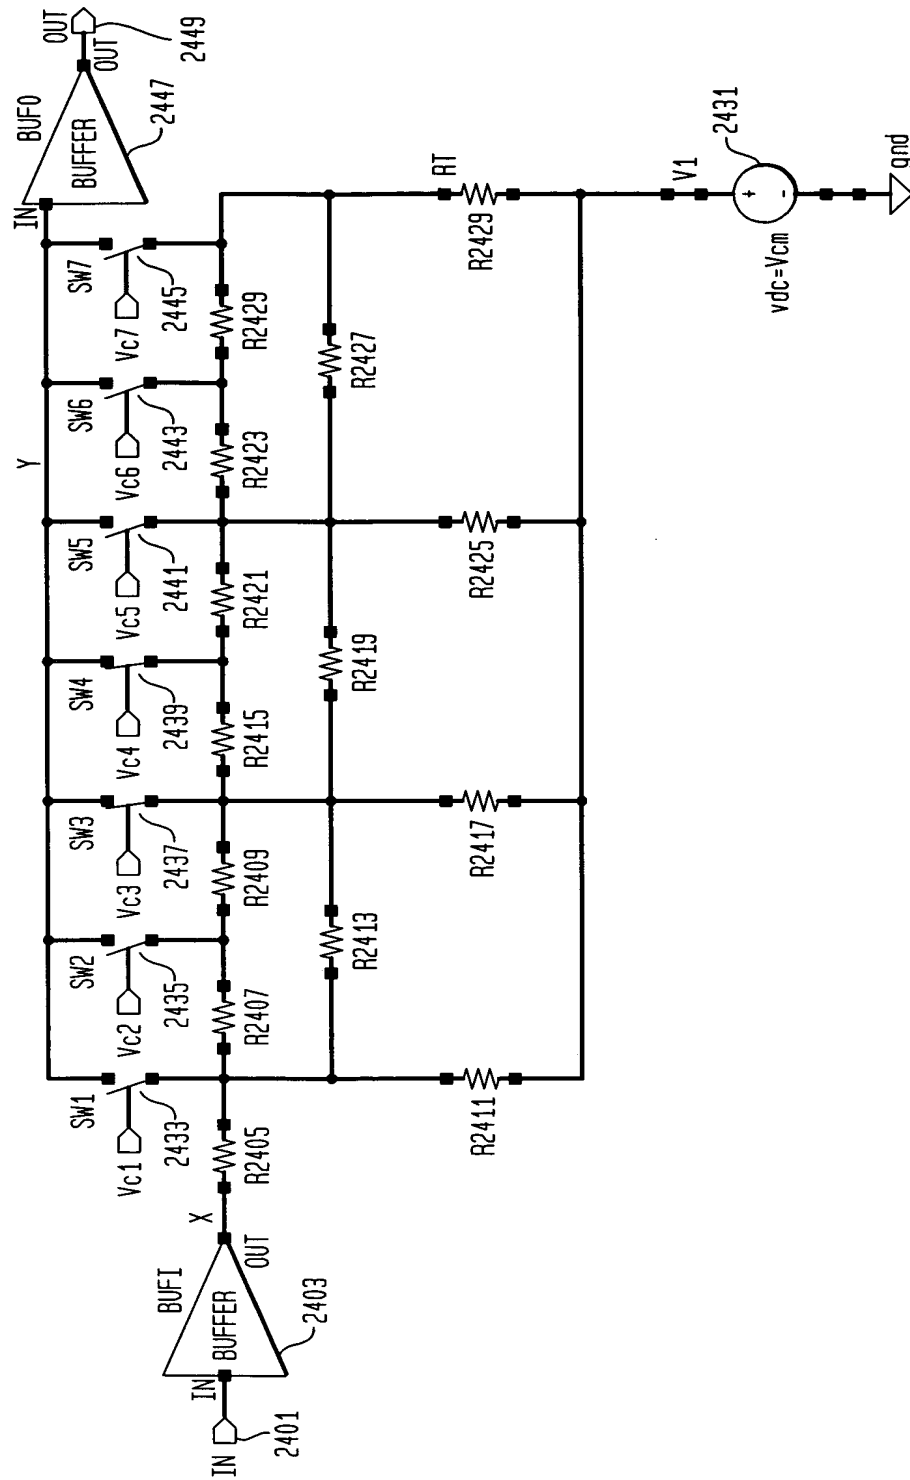 IN
2401
IN
BUFI
BUFFER
2403
OUT
X
R2405
Vc1
SW1
2433
R2407
Vc2
SW2
2435
R2409
Vc3
SW3
2437
R2415
Vc4
SW4
2439
R2421
Vc5
SW5
2441
R2423
Vc6
SW6
2443
R2429
Vc7
SW7
2445
Y
IN
BUFO
BUFFER
2447
OUT
OUT
2449
R2413
R2419
R2427
R2411
R2417
R2425
R2429
RT
V1
2431
+
-
vdc=Vcm
gnd